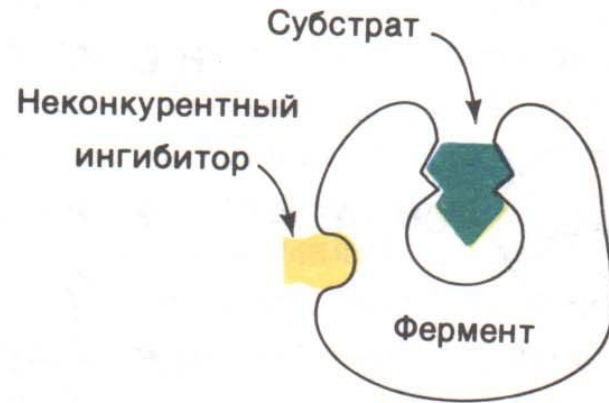 Субстрат
Неконкурентный
ингибитор
Фермент